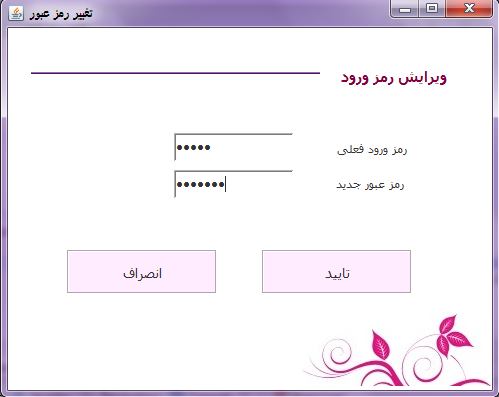 تغییر رمز عبور
ویرایش رمز ورود
رمز ورود فعلی
•••••
رمز عبور جدید
•••••••
تایید
انصراف